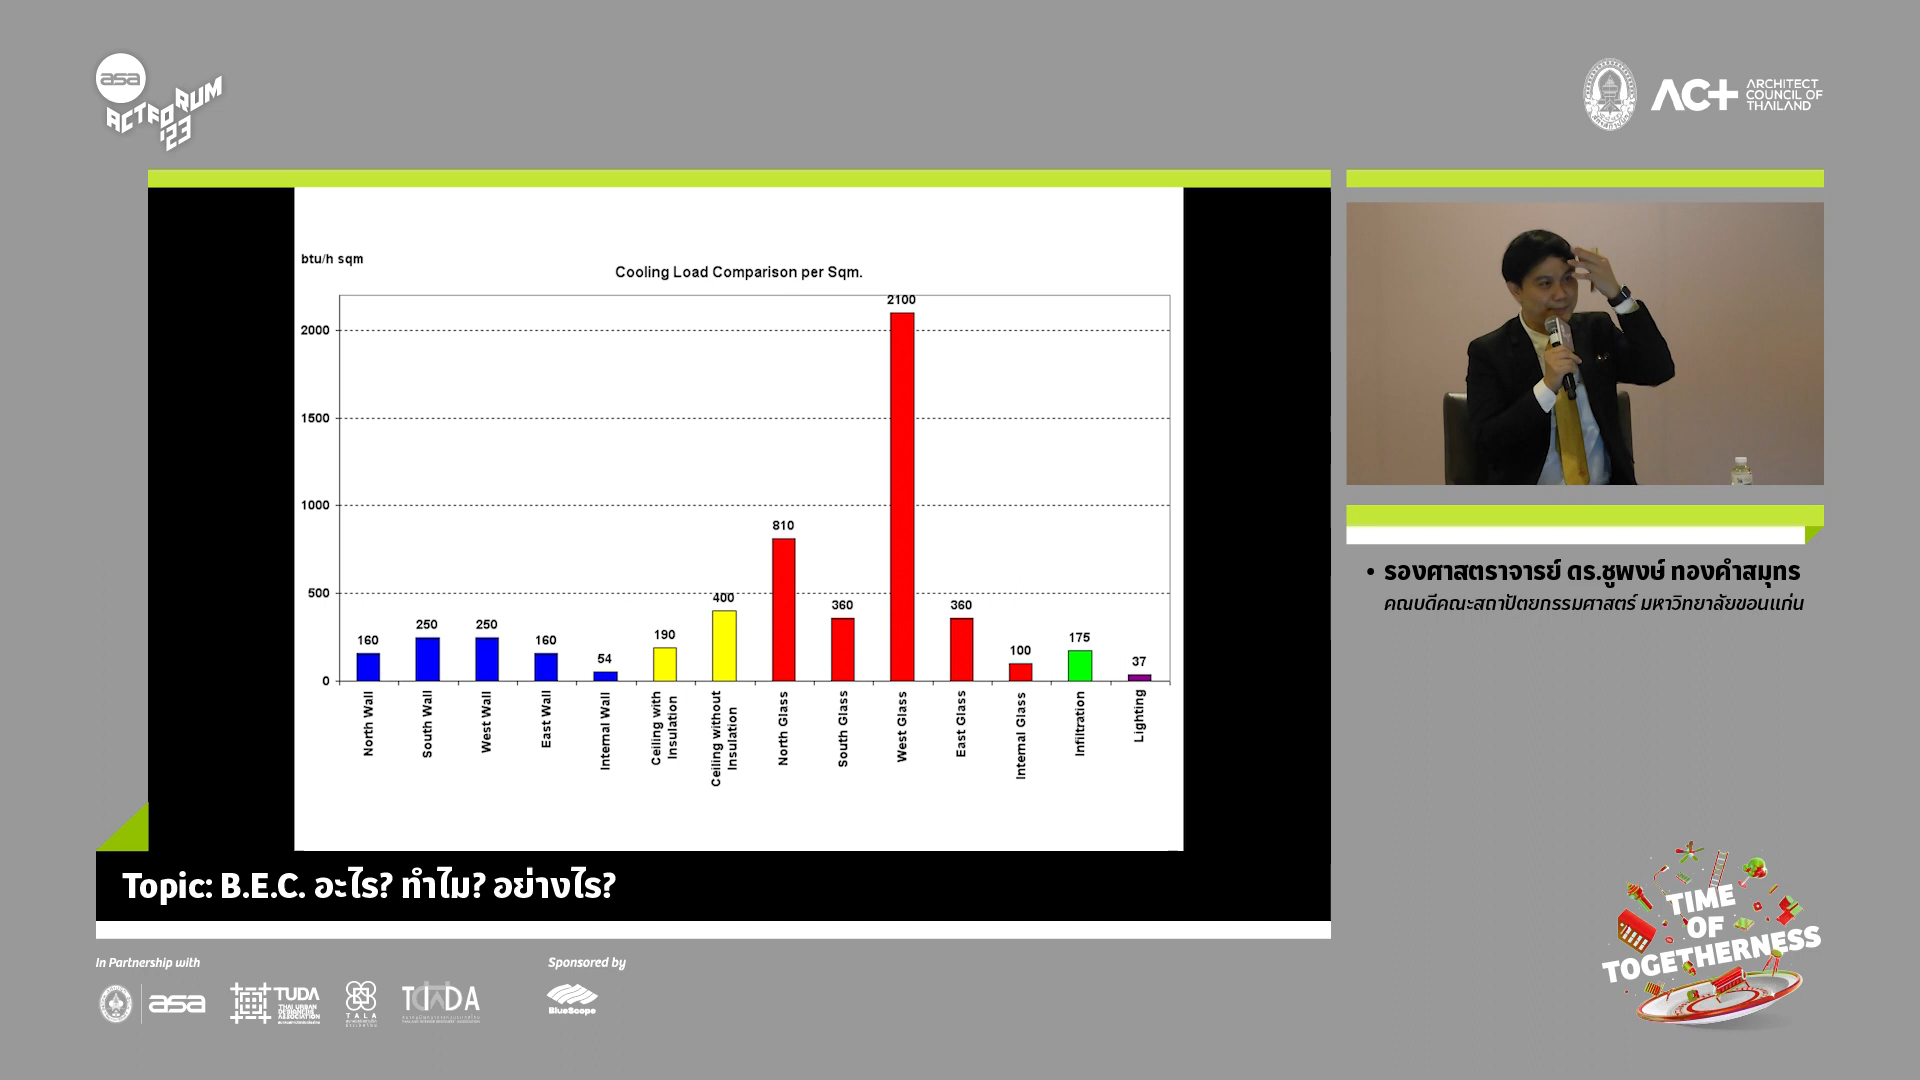 asa
ACTFORUM
'23
ACT
ARCHITECT
COUNCIL OF
THAILAND
btu/h sqm
Cooling Load Comparison per Sqm.
2000
1500
1000
500
0
160
250
250
160
54
190
400
810
360
2100
360
100
175
37
North Wall
South Wall
West Wall
East Wall
Internal Wall
Ceiling with
Insulation
Ceiling without
Insulation
North Glass
South Glass
West Glass
East Glass
Internal Glass
Infiltration
Lighting
• รองศาสตราจารย์ ดร.ชูพงษ์ ทองคำสมุทร
คณบดีคณะสถาปัตยกรรมศาสตร์ มหาวิทยาลัยขอนแก่น
Topic: B.E.C. อะไร? ทำไม? อย่างไร?
TIME
OF
TOGETHERNESS
In Partnership with
Sponsored by
asa
TUDA
THAI URBAN
DESIGNERS
ASSOCIATION
TALA
TIDA
BlueScope